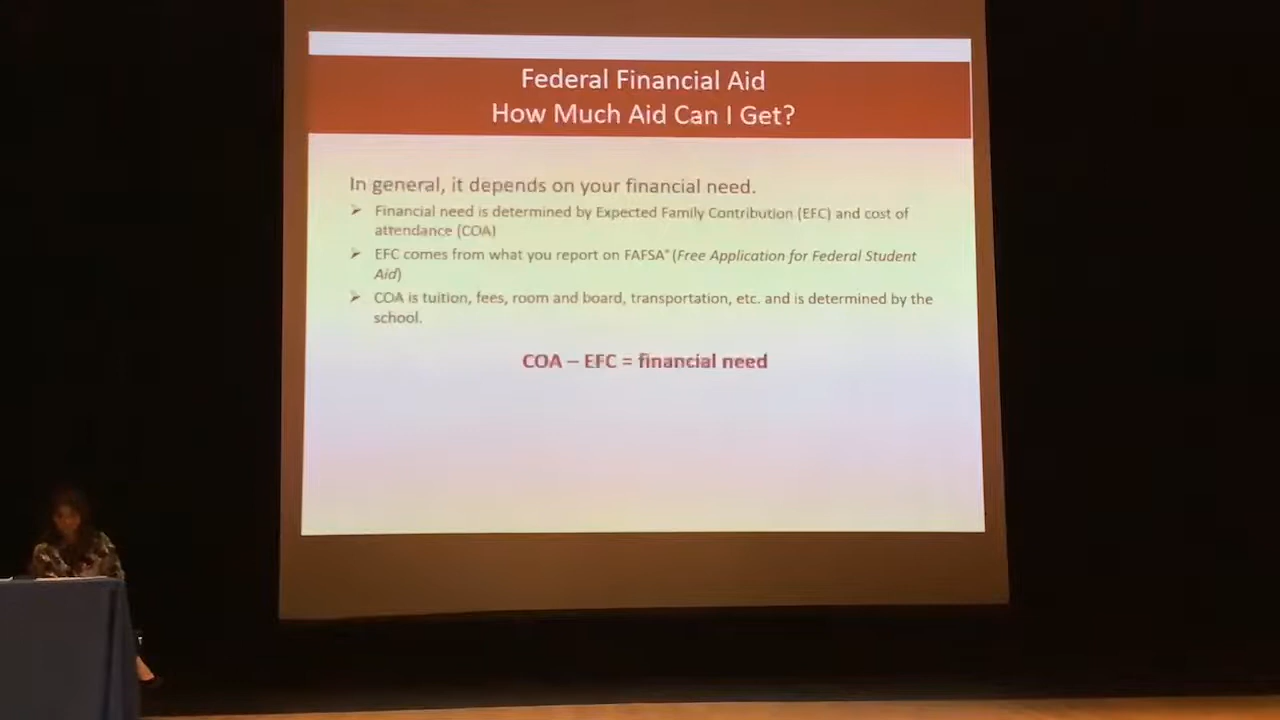 Federal Financial Aid
How Much Aid Can I Get?
In general, it depends on your financial need.
➢ Financial need is determined by Expected Family Contribution (EFC) and cost of
attendance (COA)
➢ EFC comes from what you report on FAFSA® (Free Application for Federal Student
Aid)
➢ COA is tuition, fees, room and board, transportation, etc. and is determined by the
school.
COA – EFC = financial need